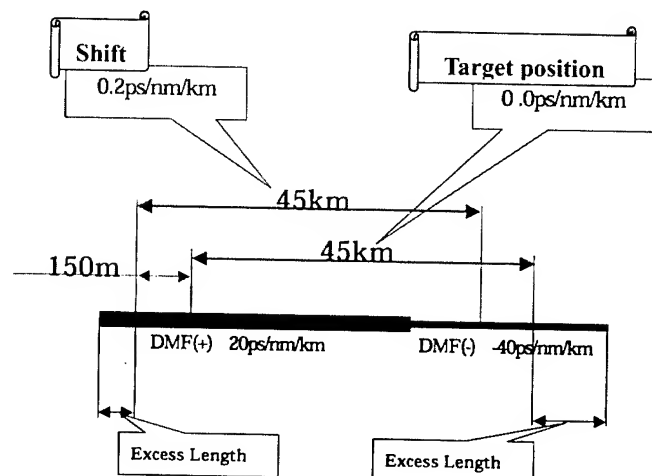 Shift
0.2ps/nm/km
Target position
0 .0ps/nm/km
45km
45km
150m
DMF(+) 20ps/nm/km
DMF(-) -40ps/nm/km
Excess Length
Excess Length